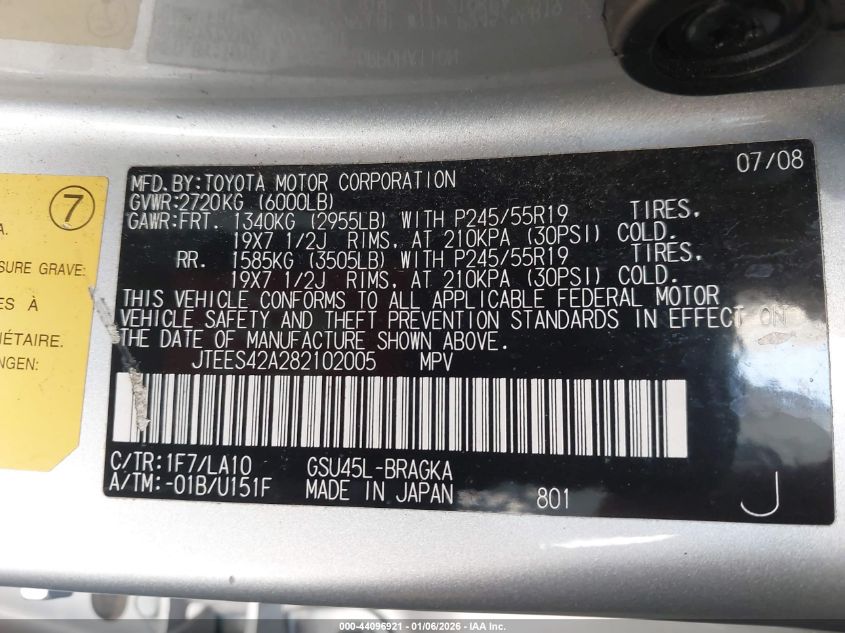 07/08
MFD.BY:TOYOTA MOTOR CORPORATION
GVWR:2720KG (6000LB)
GAWR:FRT. 1340KG (2955LB) WITH P245/55R19 TIRES,
19X7 1/2J RIMS, AT 210KPA (30PSI) COLD.
RR. 1585KG (3505LB) WITH P245/55R19 TIRES,
19X7 1/2J RIMS, AT 210KPA (30PSI) COLD.
THIS VEHICLE CONFORMS TO ALL APPLICABLE FEDERAL MOTOR
VEHICLE SAFETY AND THEFT PREVENTION STANDARDS IN EFFECT ON
THE DATE OF MANUFACTURE SHOWN ABOVE.
JTEES42A282102005 MPV
C/TR:1F7/LA10 GSU45L-BRAGKA
A/TM:-01B/U151F MADE IN JAPAN 801 J
7
A.
SURE GRAVE:
ES À
IÉTAIRE.
NGEN:
000-44096921 - 01/06/2026 - IAA Inc.